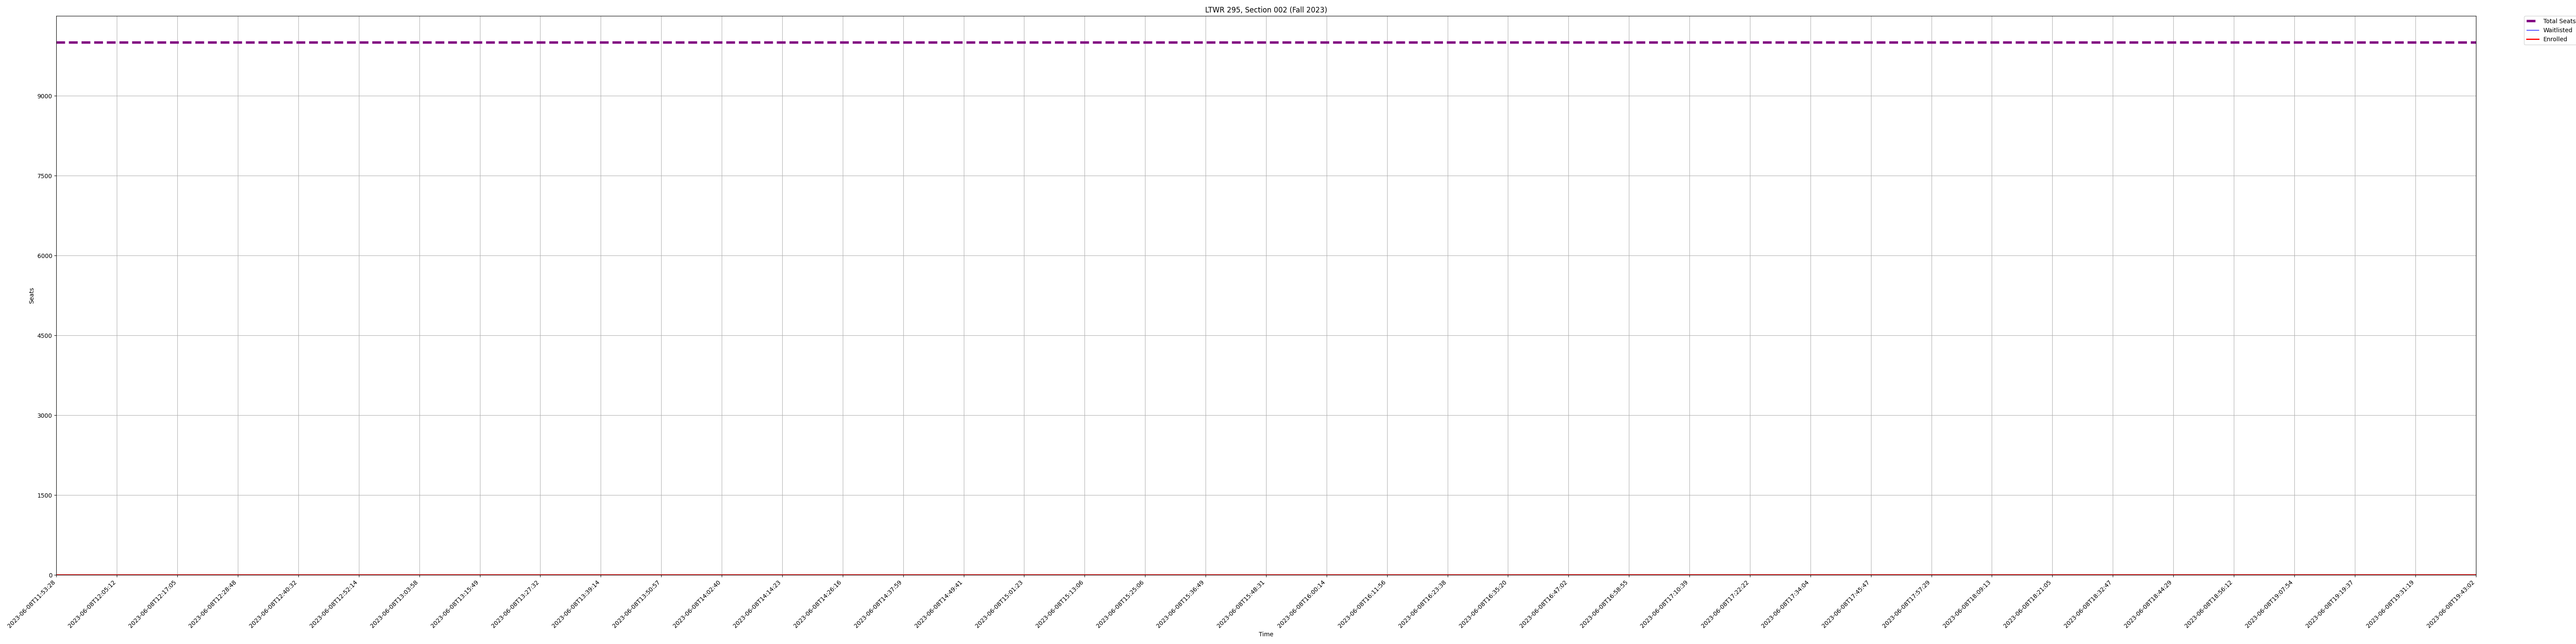 LTWR 295, Section 002 (Fall 2023)
Total Seats
Waitlisted
Enrolled
9000
7500
6000
Seats
4500
3000
1500
0
2023-06-08T11:53:28
2023-06-08T12:05:12
2023-06-08T12:17:05
2023-06-08T12:28:48
2023-06-08T12:40:32
2023-06-08T12:52:14
2023-06-08T13:03:58
2023-06-08T13:15:49
2023-06-08T13:27:32
2023-06-08T13:39:14
2023-06-08T13:50:57
2023-06-08T14:02:40
2023-06-08T14:14:23
2023-06-08T14:26:16
2023-06-08T14:37:59
2023-06-08T14:49:41
2023-06-08T15:01:23
2023-06-08T15:13:06
2023-06-08T15:25:06
2023-06-08T15:36:49
2023-06-08T15:48:31
2023-06-08T16:00:14
2023-06-08T16:11:56
2023-06-08T16:23:38
2023-06-08T16:35:20
2023-06-08T16:47:02
2023-06-08T16:58:55
2023-06-08T17:10:39
2023-06-08T17:22:22
2023-06-08T17:34:04
2023-06-08T17:45:47
2023-06-08T17:57:29
2023-06-08T18:09:13
2023-06-08T18:21:05
2023-06-08T18:32:47
2023-06-08T18:44:29
2023-06-08T18:56:12
2023-06-08T19:07:54
2023-06-08T19:19:37
2023-06-08T19:31:19
2023-06-08T19:43:02
Time